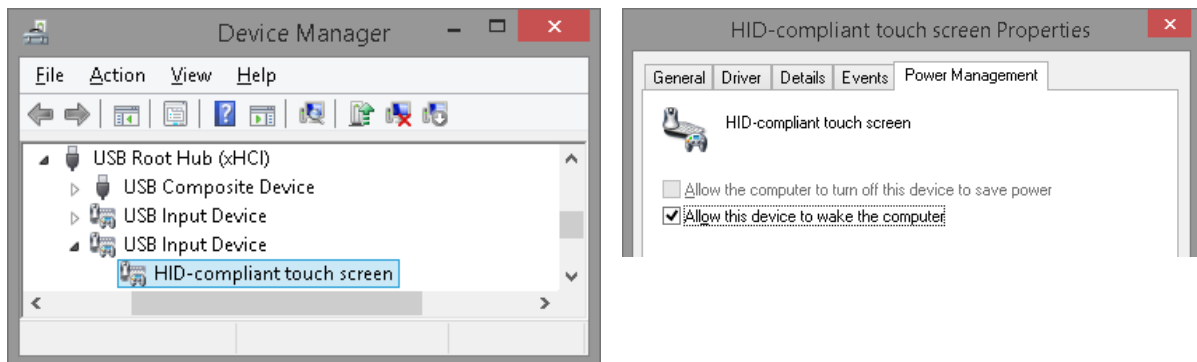 Device Manager
File Action View Help
USB Root Hub (xHCI)
USB Composite Device
USB Input Device
USB Input Device
HID-compliant touch screen
HID-compliant touch screen Properties
General Driver Details Events Power Management
HID-compliant touch screen
Allow the computer to turn off this device to save power
Allow this device to wake the computer